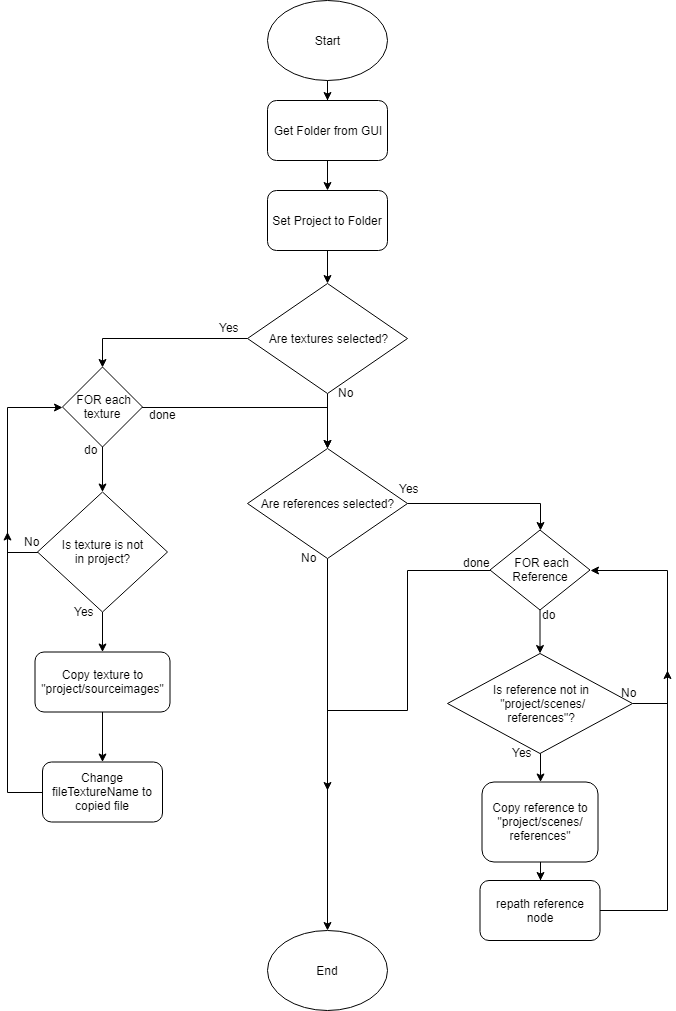 Start
Get Folder from GUI
Set Project to Folder
Are textures selected?
Yes
No
FOR each
texture
done
do
Are references selected?
Yes
No
Is texture is not
in project?
No
Yes
FOR each
Reference
done
do
Copy texture to
"project/sourceimages"
Is reference not in
"project/scenes/
references"?
No
Yes
Change
fileTextureName to
copied file
Copy reference to
"project/scenes/
references"
repath reference
node
End